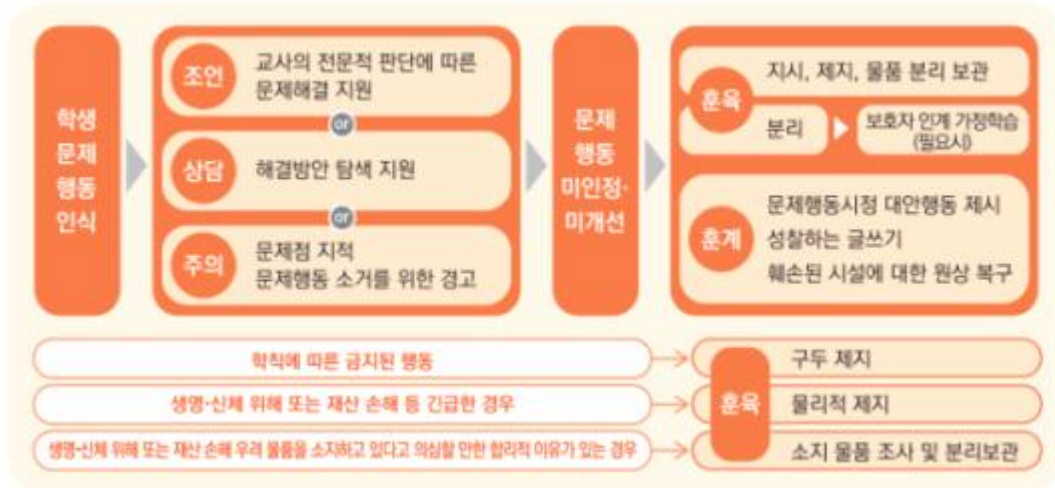 학생
문제
행동
인식
조언
교사의 전문적 판단에 따른
문제해결 지원
or
상담
해결방안 탐색 지원
or
주의
문제점 지적
문제행동 소거를 위한 경고
문제
행동
미인정·
미개선
훈육
지시, 제지, 물품 분리 보관
분리
보호자 인계 가정학습
(필요시)
훈계
문제행동시정 대안행동 제시
성찰하는 글쓰기
훼손된 시설에 대한 원상 복구
학칙에 따른 금지된 행동
생명·신체 위해 또는 재산 손해 등 긴급한 경우
생명·신체 위해 또는 재산 손해 우려 물품을 소지하고 있다고 의심할 만한 합리적 이유가 있는 경우
훈육
구두 제지
물리적 제지
소지 물품 조사 및 분리보관